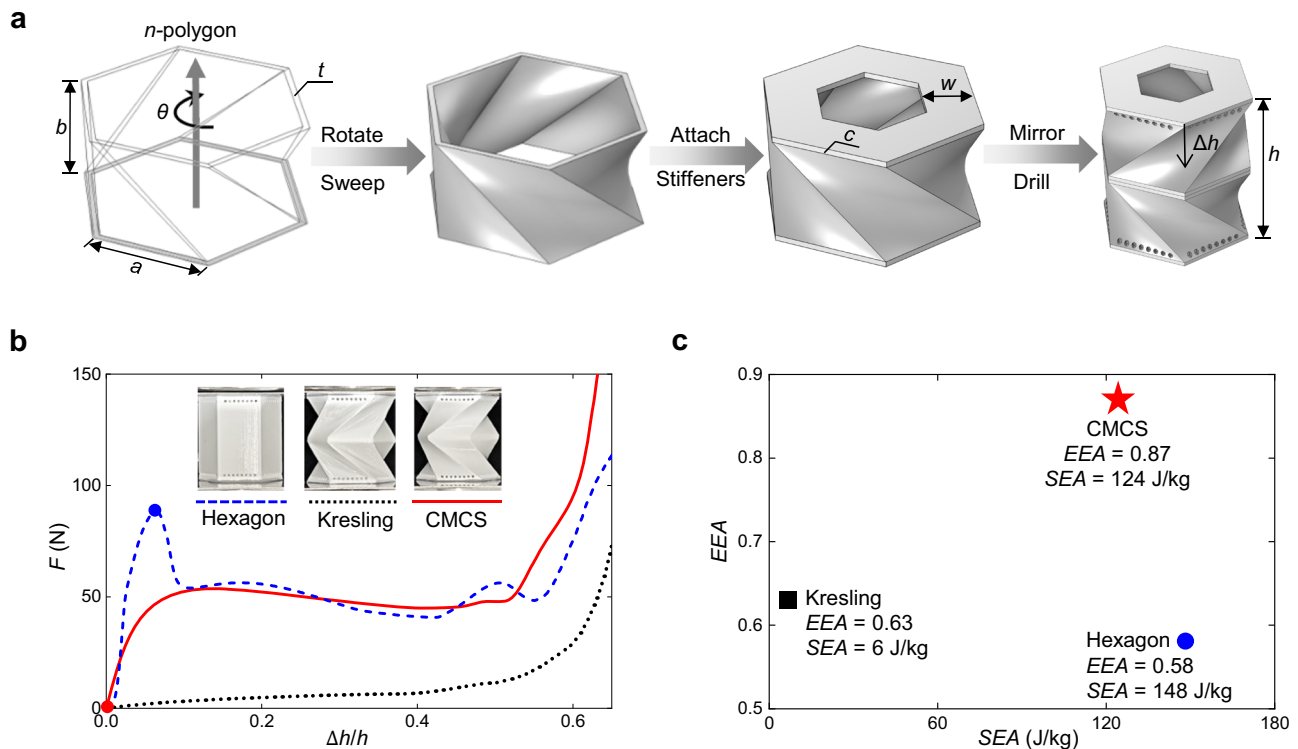 a
n-polygon
t
b
θ
a
Rotate
Sweep
Attach
Stiffeners
w
c
Mirror
Drill
Δh
h
b
150
100
50
0
F (N)
Hexagon
Kresling
CMCS
0.0
0.2
0.4
0.6
Δh/h
c
0.9
0.8
0.7
0.6
0.5
EEA
CMCS
EEA = 0.87
SEA = 124 J/kg
Kresling
EEA = 0.63
SEA = 6 J/kg
Hexagon
EEA = 0.58
SEA = 148 J/kg
0
60
120
180
SEA (J/kg)